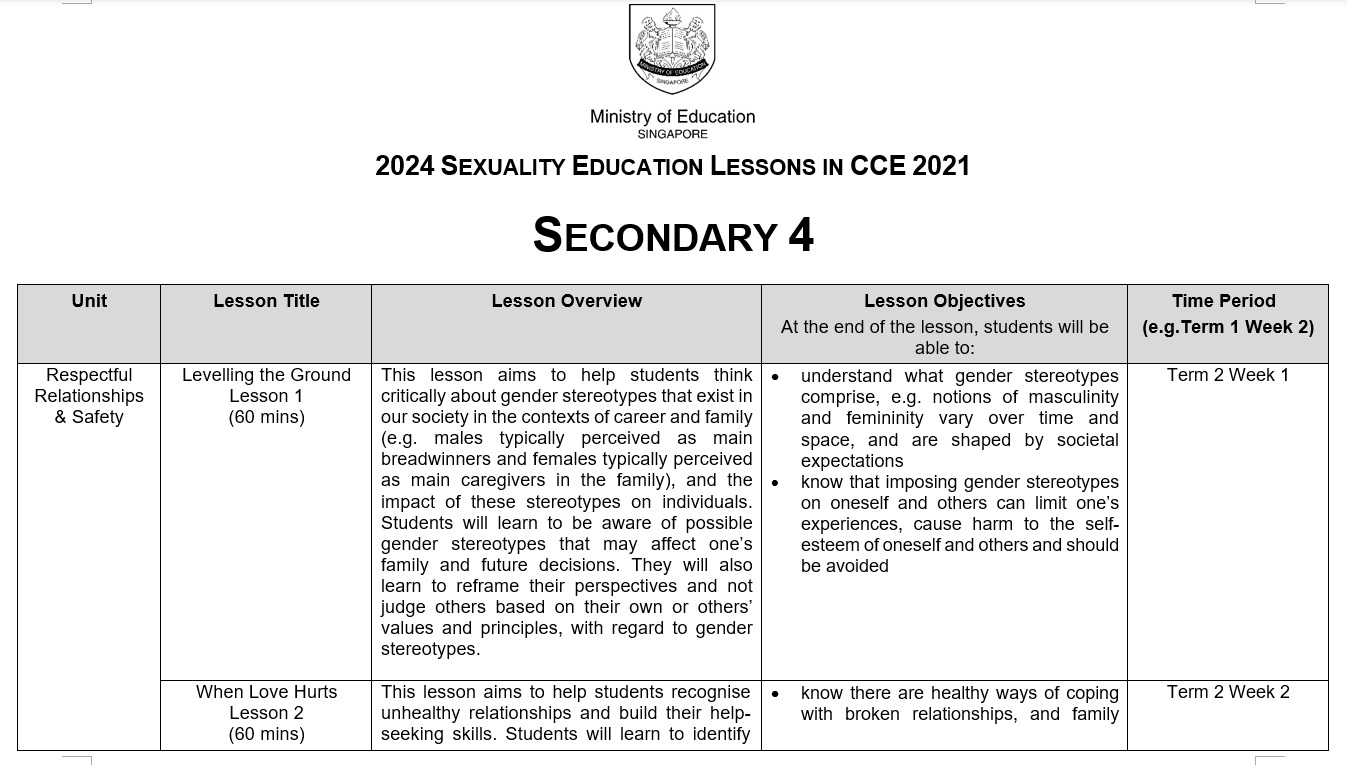 MINISTRY OF EDUCATION
SINGAPORE
Ministry of Education
SINGAPORE
2024 SEXUALITY EDUCATION LESSONS IN CCE 2021
SECONDARY 4
Unit
Lesson Title
Lesson Overview
Lesson Objectives
At the end of the lesson, students will be
able to:
Time Period
(e.g.Term 1 Week 2)
Respectful
Relationships
& Safety
Levelling the Ground
Lesson 1
(60 mins)
This lesson aims to help students think
critically about gender stereotypes that exist in
our society in the contexts of career and family
(e.g. males typically perceived as main
breadwinners and females typically perceived
as main caregivers in the family), and the
impact of these stereotypes on individuals.
Students will learn to be aware of possible
gender stereotypes that may affect one’s
family and future decisions. They will also
learn to reframe their perspectives and not
judge others based on their own or others’
values and principles, with regard to gender
stereotypes.
• understand what gender stereotypes
comprise, e.g. notions of masculinity
and femininity vary over time and
space, and are shaped by societal
expectations
• know that imposing gender stereotypes
on oneself and others can limit one’s
experiences, cause harm to the self-
esteem of oneself and others and should
be avoided
Term 2 Week 1
When Love Hurts
Lesson 2
(60 mins)
This lesson aims to help students recognise
unhealthy relationships and build their help-
seeking skills. Students will learn to identify
• know there are healthy ways of coping
with broken relationships, and family
Term 2 Week 2